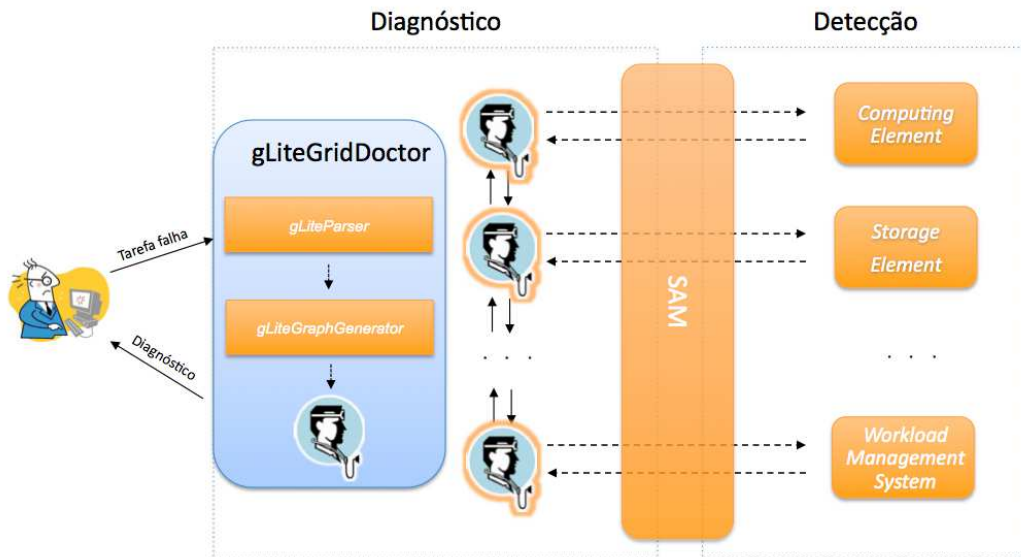 Diagnóstico
Detecção
gLiteGridDoctor
gLiteParser
gLiteGraphGenerator
Tarefa falha
Diagnóstico
. . .
SAM
Computing
Element
Storage
Element
. . .
Workload
Management
System